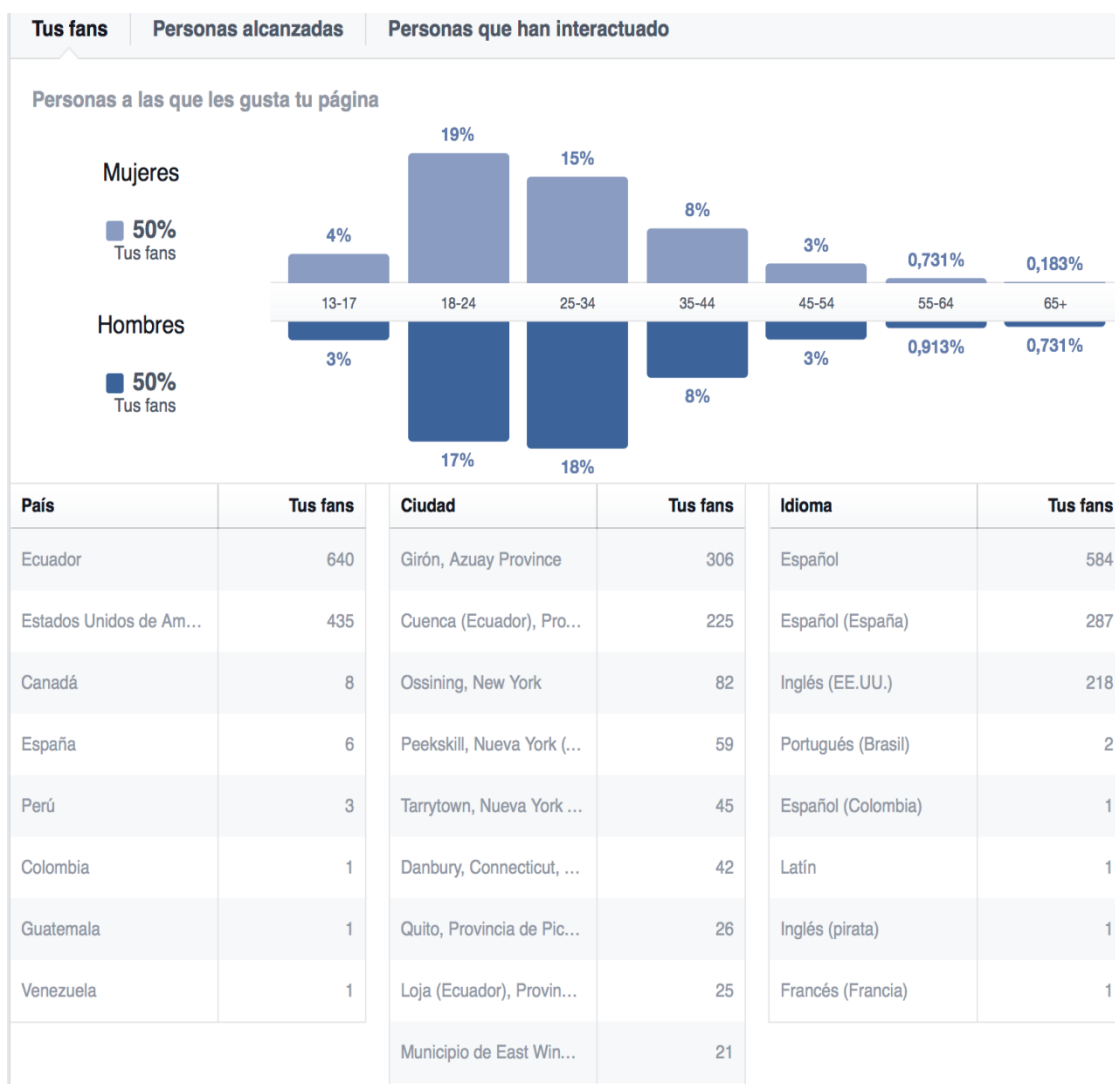 Tus fans Personas alcanzadas Personas que han interactuado
Personas a las que les gusta tu página
Mujeres
50%
Tus fans
4% 19% 15% 8% 3% 0,731% 0,183%
13-17 18-24 25-34 35-44 45-54 55-64 65+
Hombres
50%
Tus fans
3% 17% 18% 8% 3% 0,913% 0,731%
País Tus fans Ciudad Tus fans Idioma Tus fans
Ecuador 640 Girón, Azuay Province 306 Español 584
Estados Unidos de Am... 435 Cuenca (Ecuador), Pro... 225 Español (España) 287
Canadá 8 Ossining, New York 82 Inglés (EE.UU.) 218
España 6 Peekskill, Nueva York (... 59 Portugués (Brasil) 2
Perú 3 Tarrytown, Nueva York ... 45 Español (Colombia) 1
Colombia 1 Danbury, Connecticut, ... 42 Latín 1
Guatemala 1 Quito, Provincia de Pic... 26 Inglés (pirata) 1
Venezuela 1 Loja (Ecuador), Provin... 25 Francés (Francia) 1
Municipio de East Win... 21